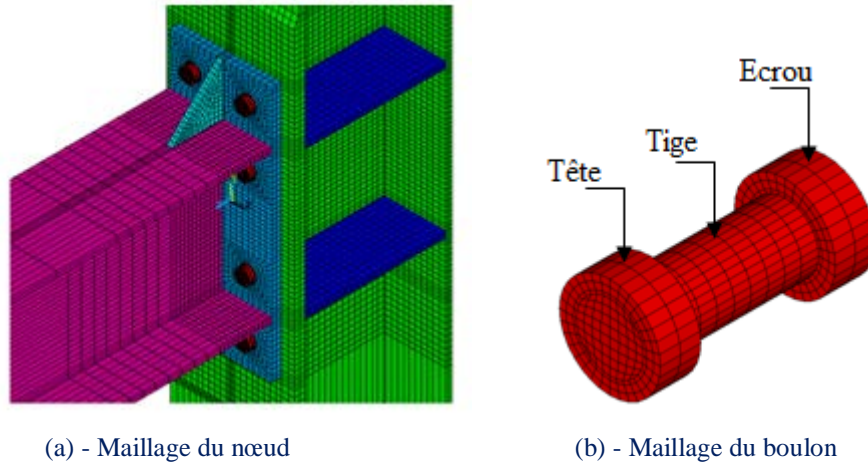 Ecrou
Tige
Tête
(a) - Maillage du nœud
(b) - Maillage du boulon